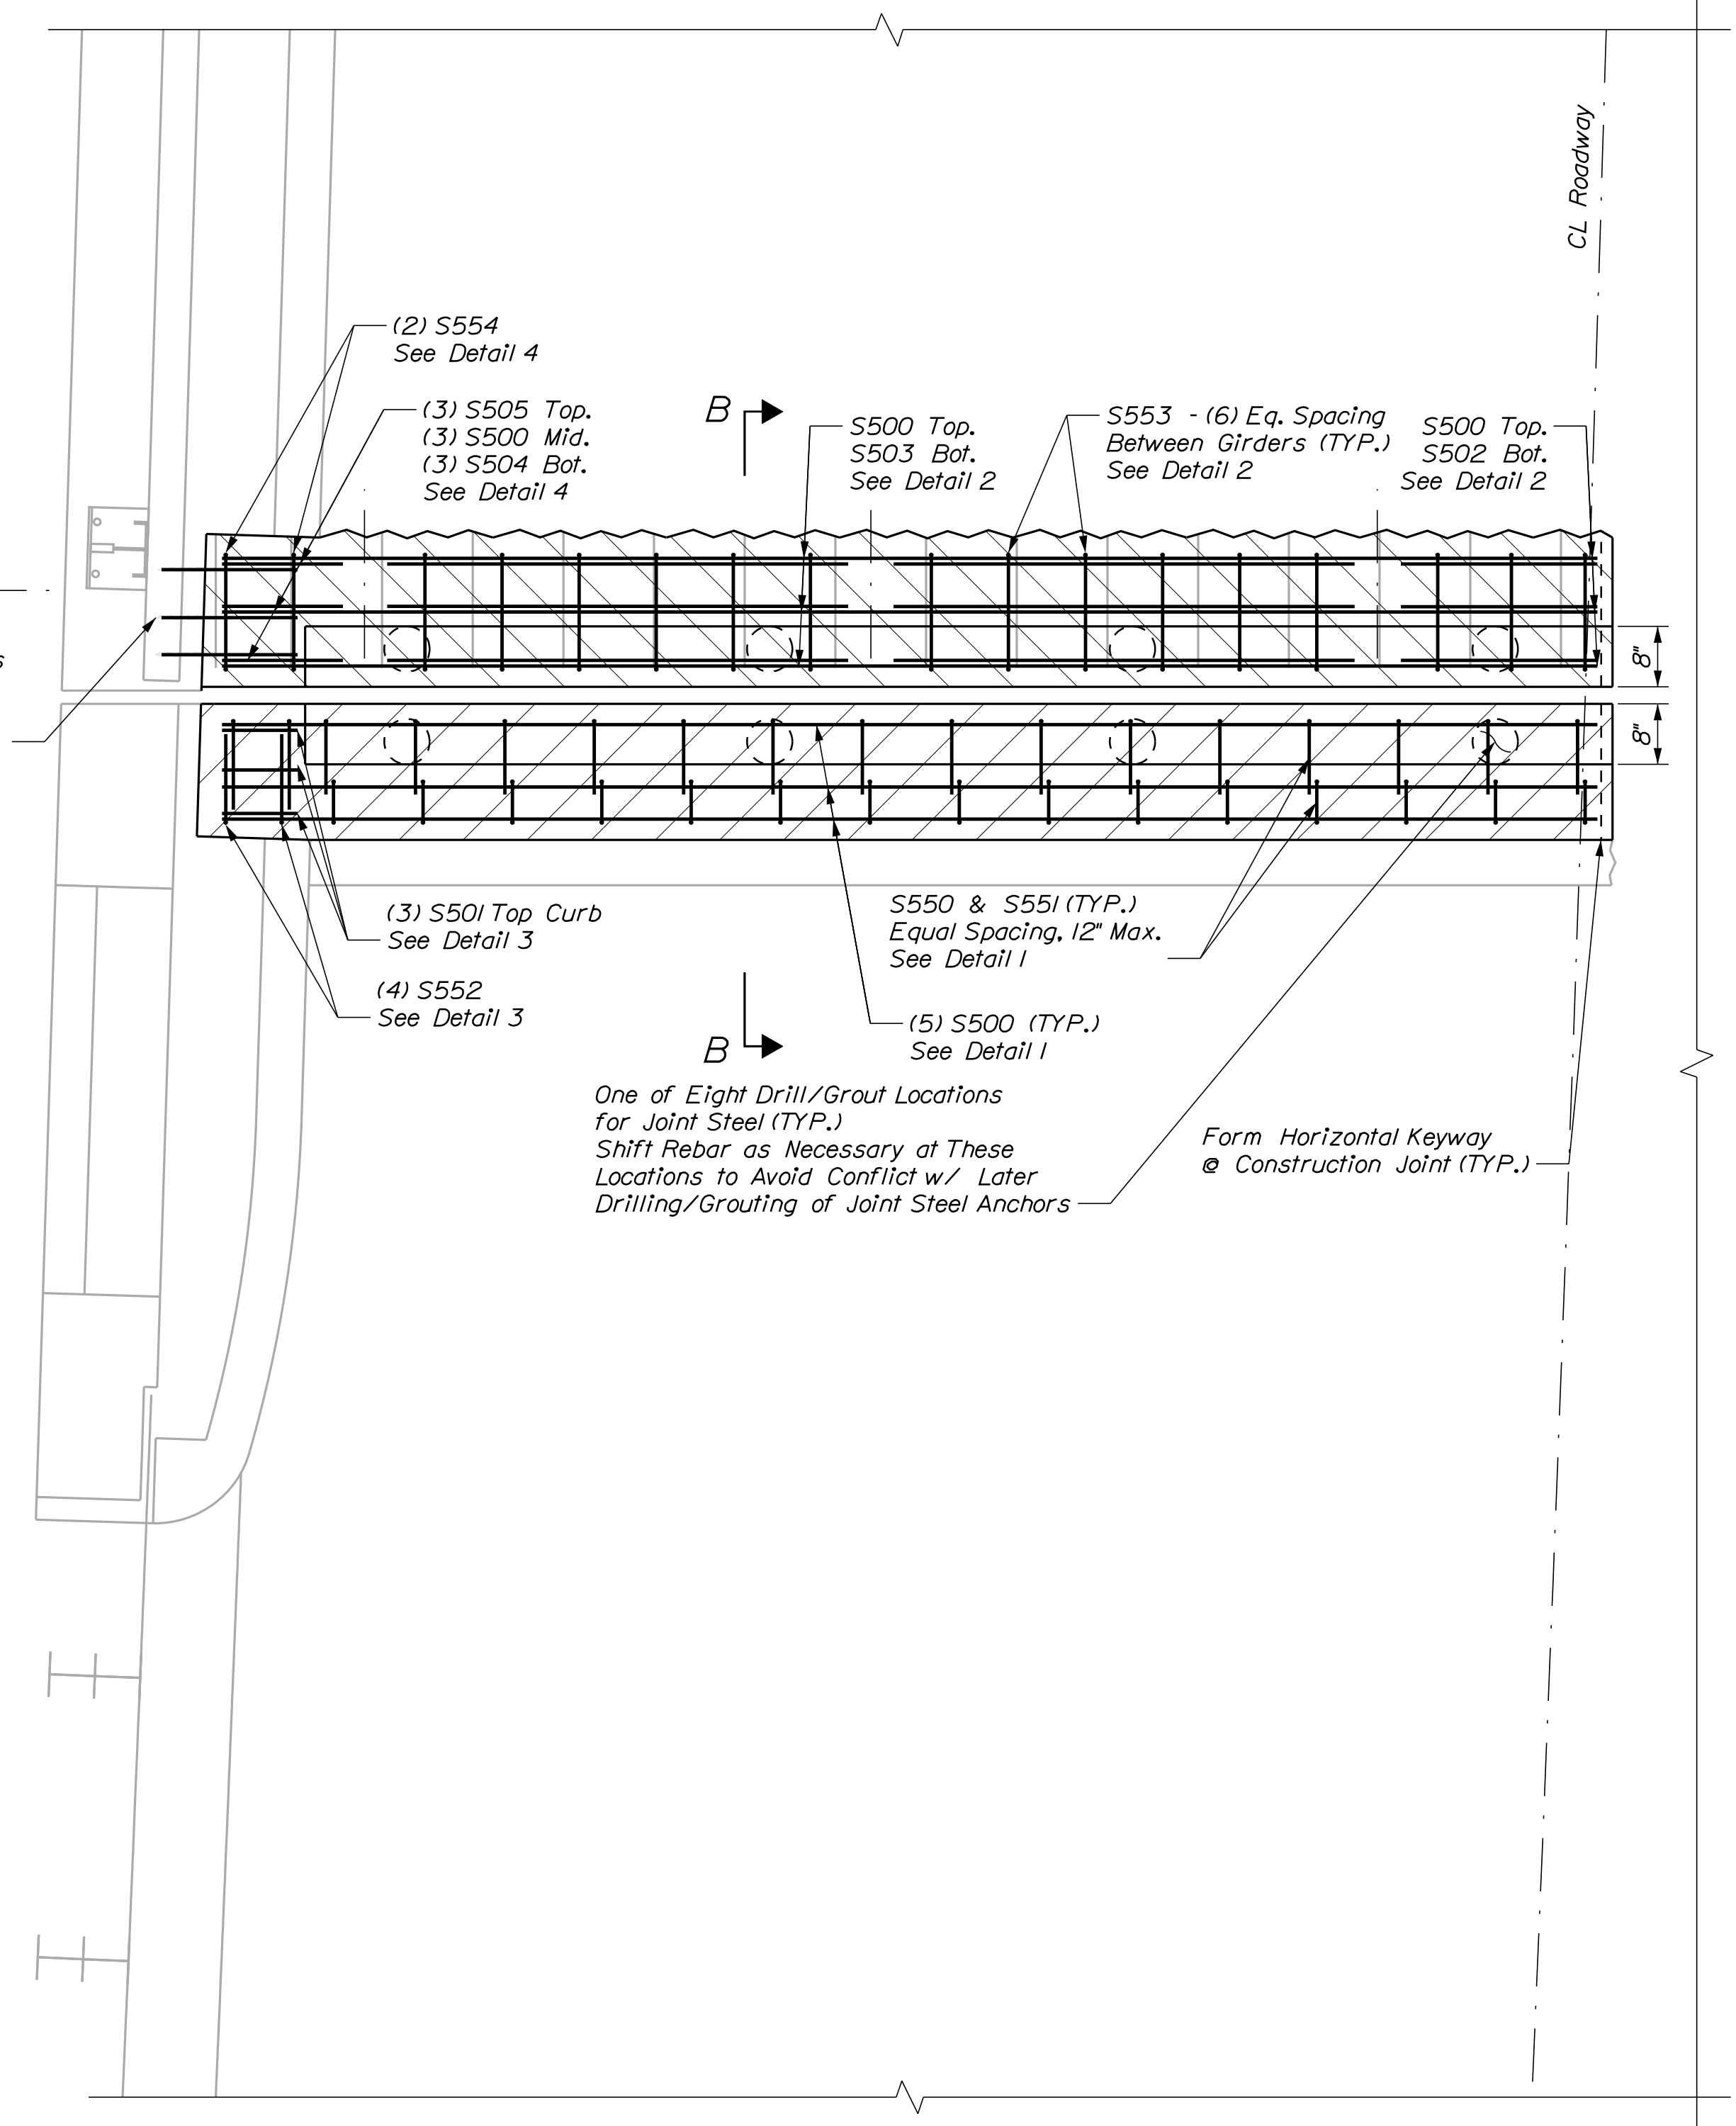 CL Roadway
(2) S554
See Detail 4
(3) S505 Top.
(3) S500 Mid.
(3) S504 Bot.
See Detail 4
B
S500 Top.
S503 Bot.
See Detail 2
S553 - (6) Eq. Spacing
Between Girders (TYP.)
See Detail 2
S500 Top.
S502 Bot.
See Detail 2
8"
8"
(3) S501 Top Curb
See Detail 3
(4) S552
See Detail 3
S550 & S551 (TYP.)
Equal Spacing, 12" Max.
See Detail 1
(5) S500 (TYP.)
See Detail 1
B
One of Eight Drill/Grout Locations
for Joint Steel (TYP.)
Shift Rebar as Necessary at These
Locations to Avoid Conflict w/ Later
Drilling/Grouting of Joint Steel Anchors
Form Horizontal Keyway
@ Construction Joint (TYP.)